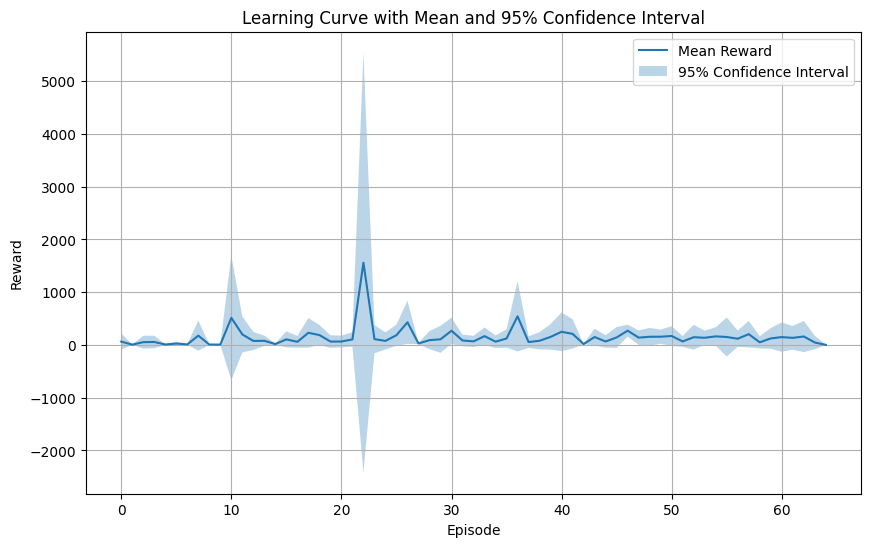 Learning Curve with Mean and 95% Confidence Interval
Mean Reward
95% Confidence Interval
5000
4000
3000
2000
1000
0
−1000
−2000
Reward
0 10 20 30 40 50 60
Episode